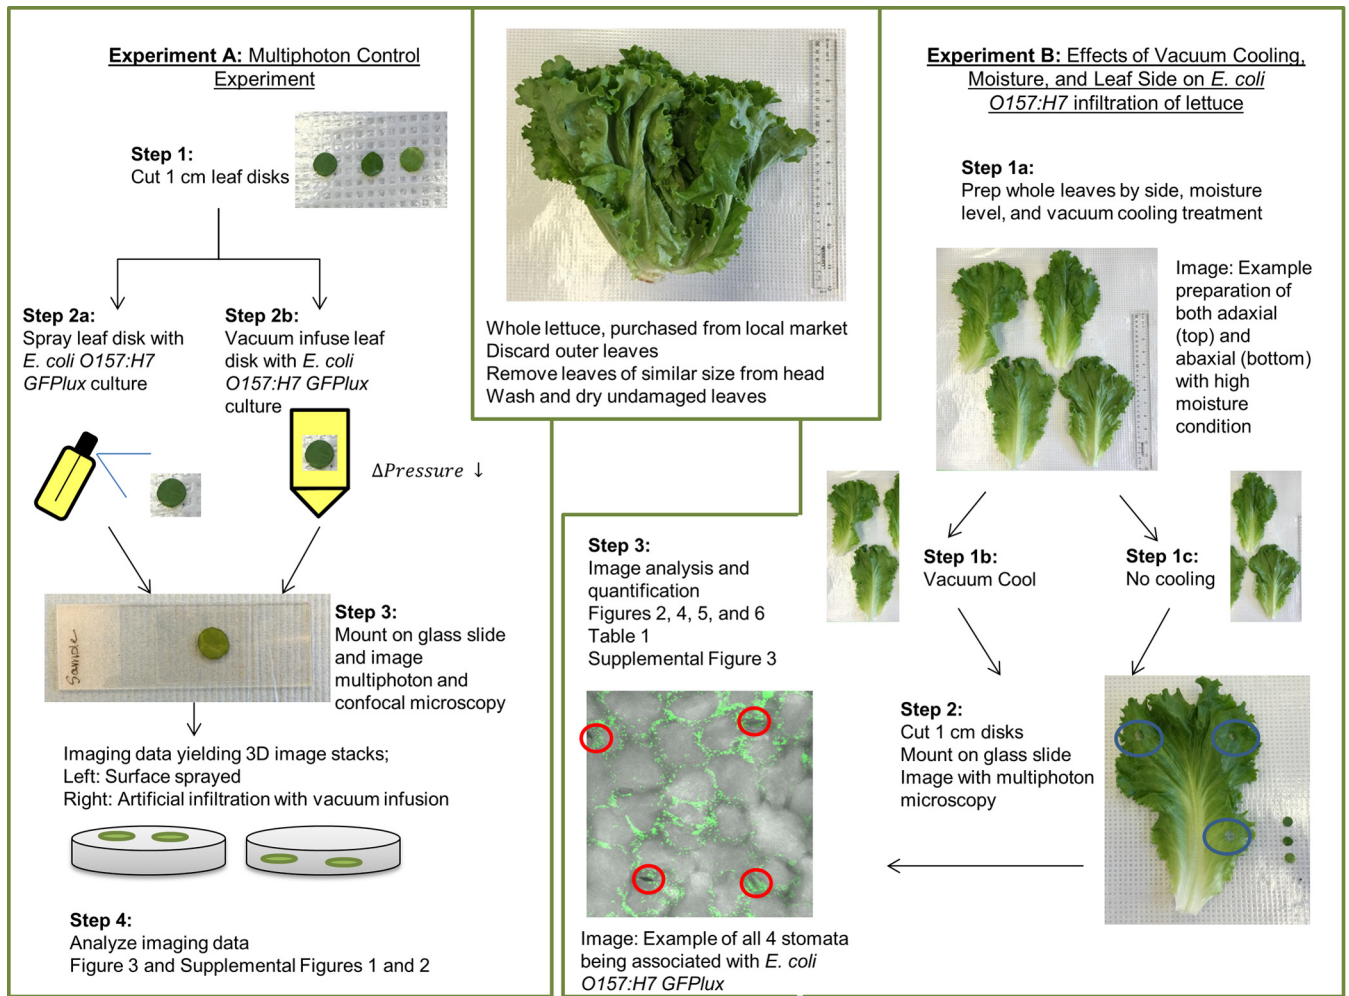 Experiment A: Multiphoton Control
Experiment
Step 1:
Cut 1 cm leaf disks
Step 2a:
Spray leaf disk with
E. coli O157:H7
GFPlux culture
Step 2b:
Vacuum infuse leaf
disk with E. coli
O157:H7 GFPlux
culture
ΔPressure ↓
Sample
Step 3:
Mount on glass slide
and image
multiphoton and
confocal microscopy
Imaging data yielding 3D image stacks;
Left: Surface sprayed
Right: Artificial infiltration with vacuum infusion
Step 4:
Analyze imaging data
Figure 3 and Supplemental Figures 1 and 2
Whole lettuce, purchased from local market
Discard outer leaves
Remove leaves of similar size from head
Wash and dry undamaged leaves
Experiment B: Effects of Vacuum Cooling,
Moisture, and Leaf Side on E. coli
O157:H7 infiltration of lettuce
Step 1a:
Prep whole leaves by side, moisture
level, and vacuum cooling treatment
Image: Example
preparation of
both adaxial
(top) and
abaxial (bottom)
with high
moisture
condition
Step 1b:
Vacuum Cool
Step 1c:
No cooling
Step 2:
Cut 1 cm disks
Mount on glass slide
Image with multiphoton
microscopy
Step 3:
Image analysis and
quantification
Figures 2, 4, 5, and 6
Table 1
Supplemental Figure 3
Image: Example of all 4 stomata
being associated with E. coli
O157:H7 GFPlux